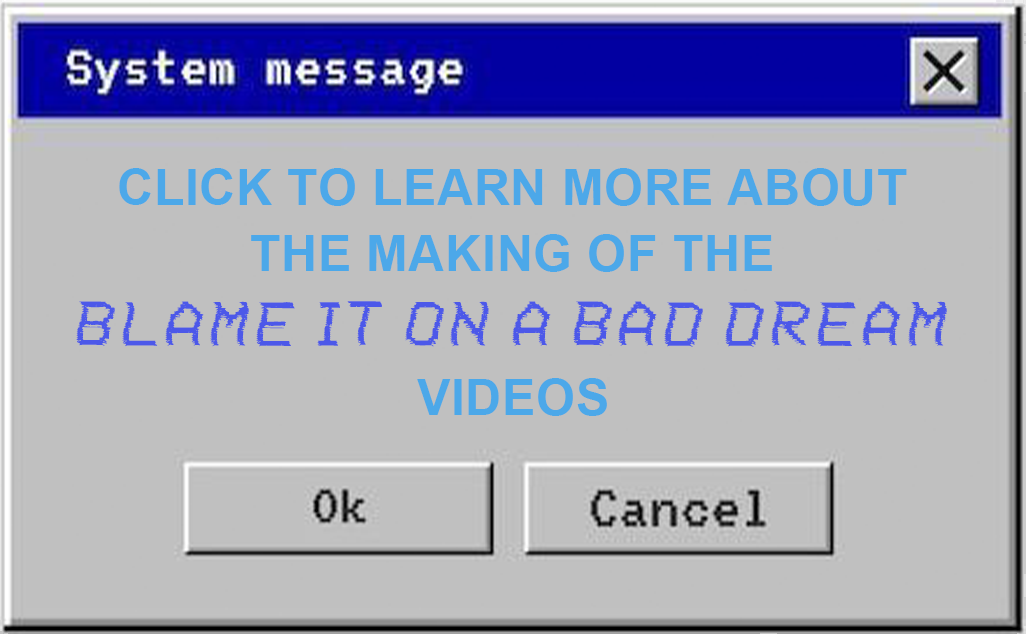 System message
CLICK TO LEARN MORE ABOUT
THE MAKING OF THE
BLAME IT ON A BAD DREAM
VIDEOS
Ok Cancel